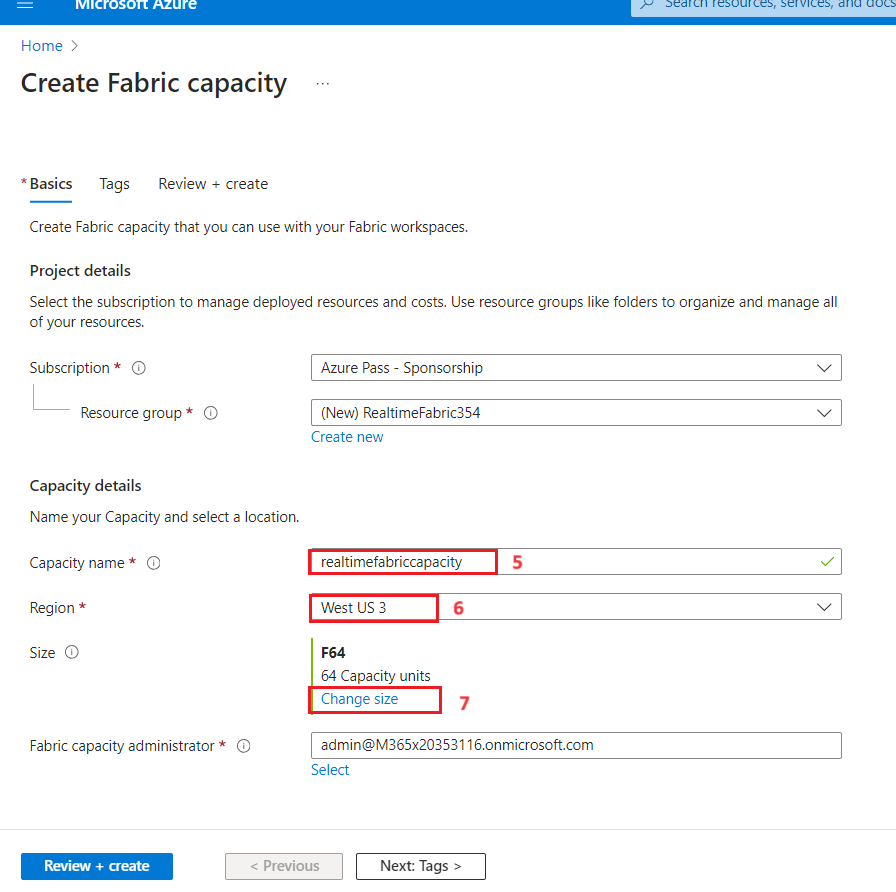 Microsoft Azure
Search resources, services, and docs
Home >
Create Fabric capacity ...
* Basics Tags Review + create
Create Fabric capacity that you can use with your Fabric workspaces.
Project details
Select the subscription to manage deployed resources and costs. Use resource groups like folders to organize and manage all
of your resources.
Subscription * Azure Pass - Sponsorship
Resource group * (New) RealtimeFabric354
Create new
Capacity details
Name your Capacity and select a location.
Capacity name * realtimefabriccapacity 5
Region * West US 3 6
Size F64
64 Capacity units
Change size 7
Fabric capacity administrator * admin@M365x20353116.onmicrosoft.com
Select
Review + create < Previous Next: Tags >